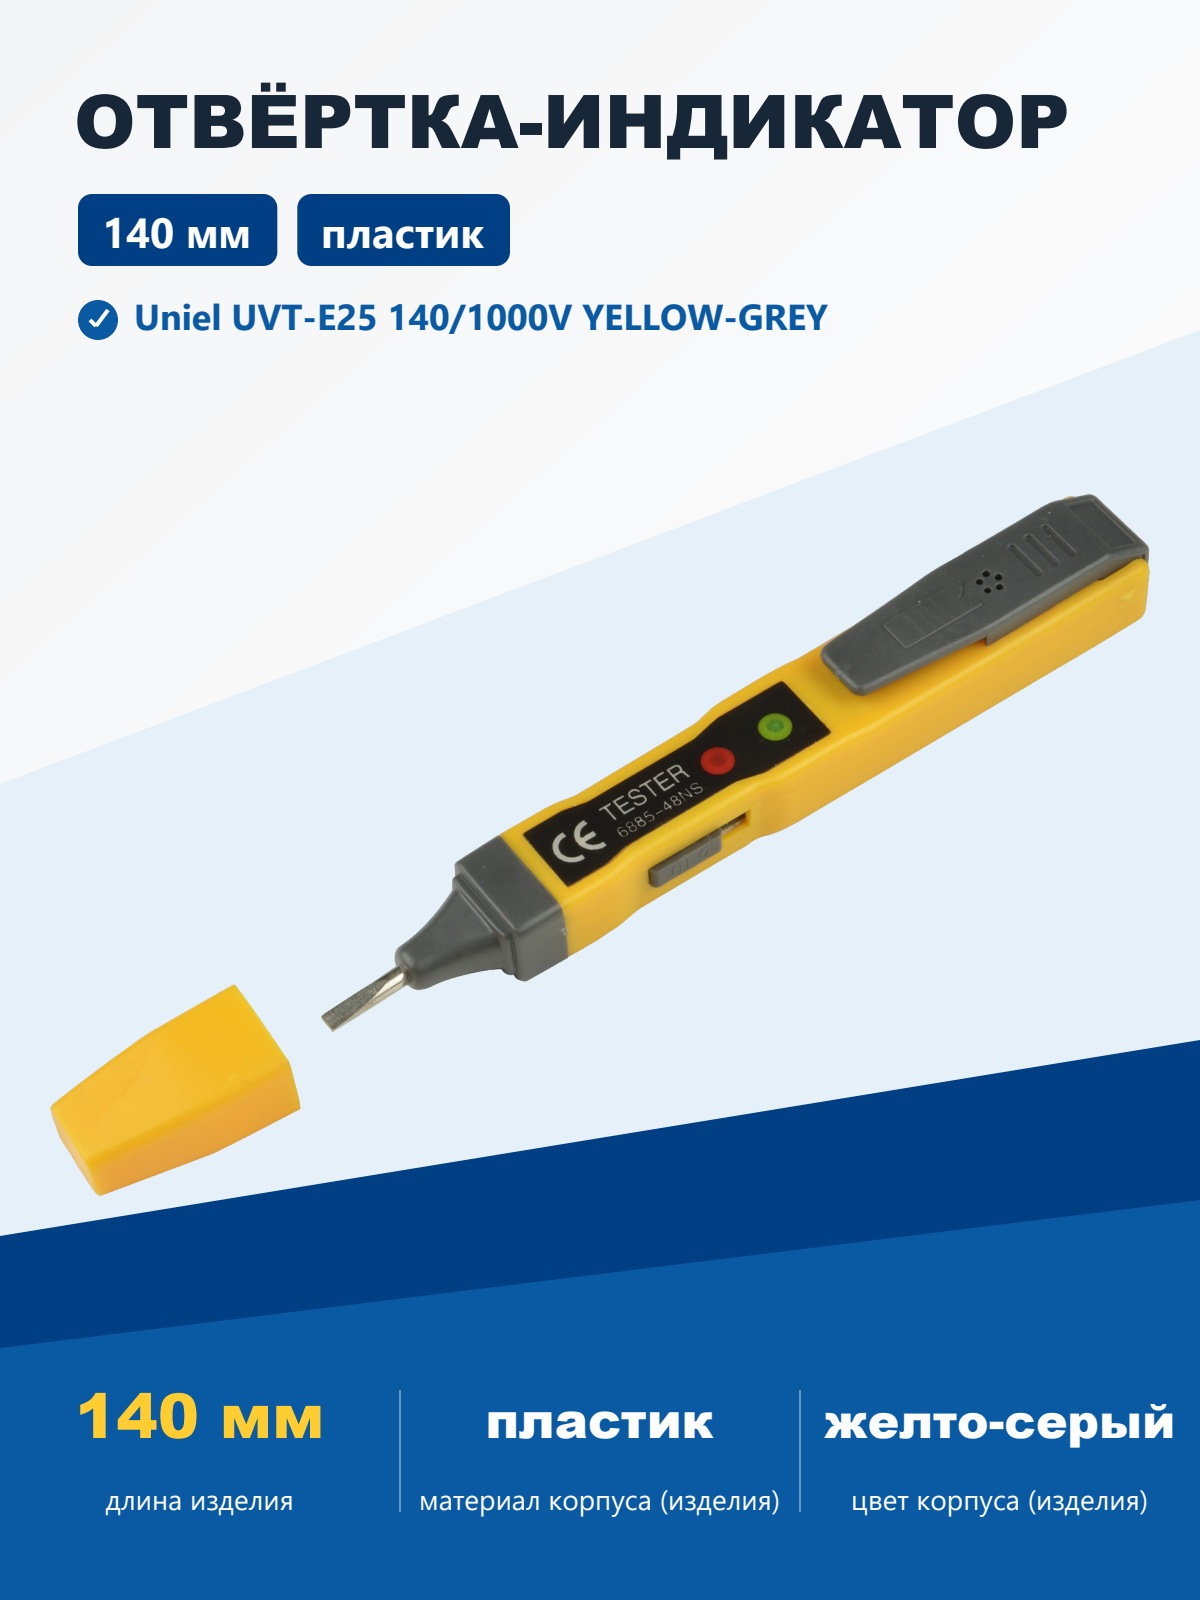 ОТВЁРТКА-ИНДИКАТОР
140 мм
пластик
Uniel UVT-E25 140/1000V YELLOW-GREY
CE TESTER
6885-48NS
140 мм
длина изделия
пластик
материал корпуса (изделия)
желто-серый
цвет корпуса (изделия)